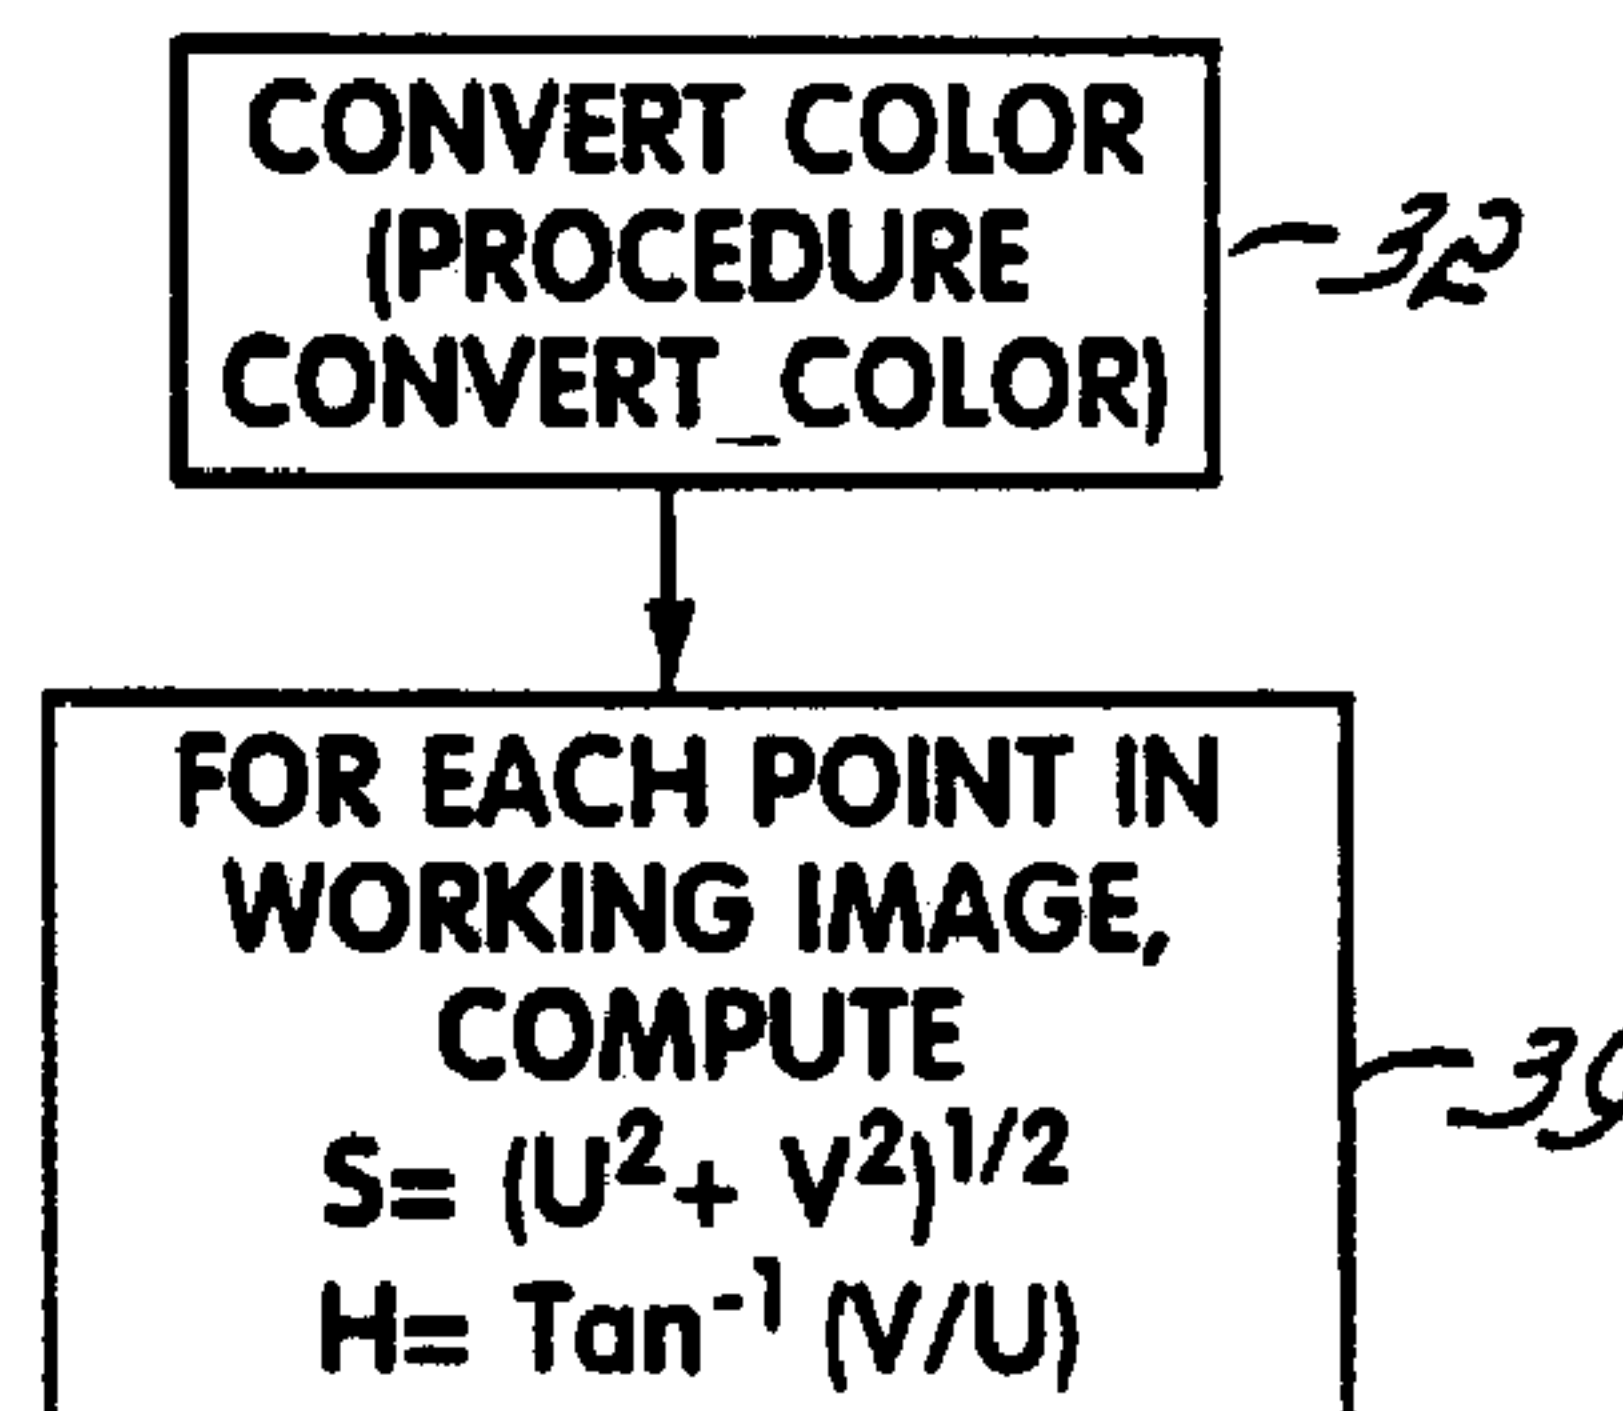 CONVERT COLOR
(PROCEDURE
CONVERT_COLOR)
32
FOR EACH POINT IN
WORKING IMAGE,
COMPUTE
S= (U²+ V²)¹/²
H= Tan⁻¹ (V/U)